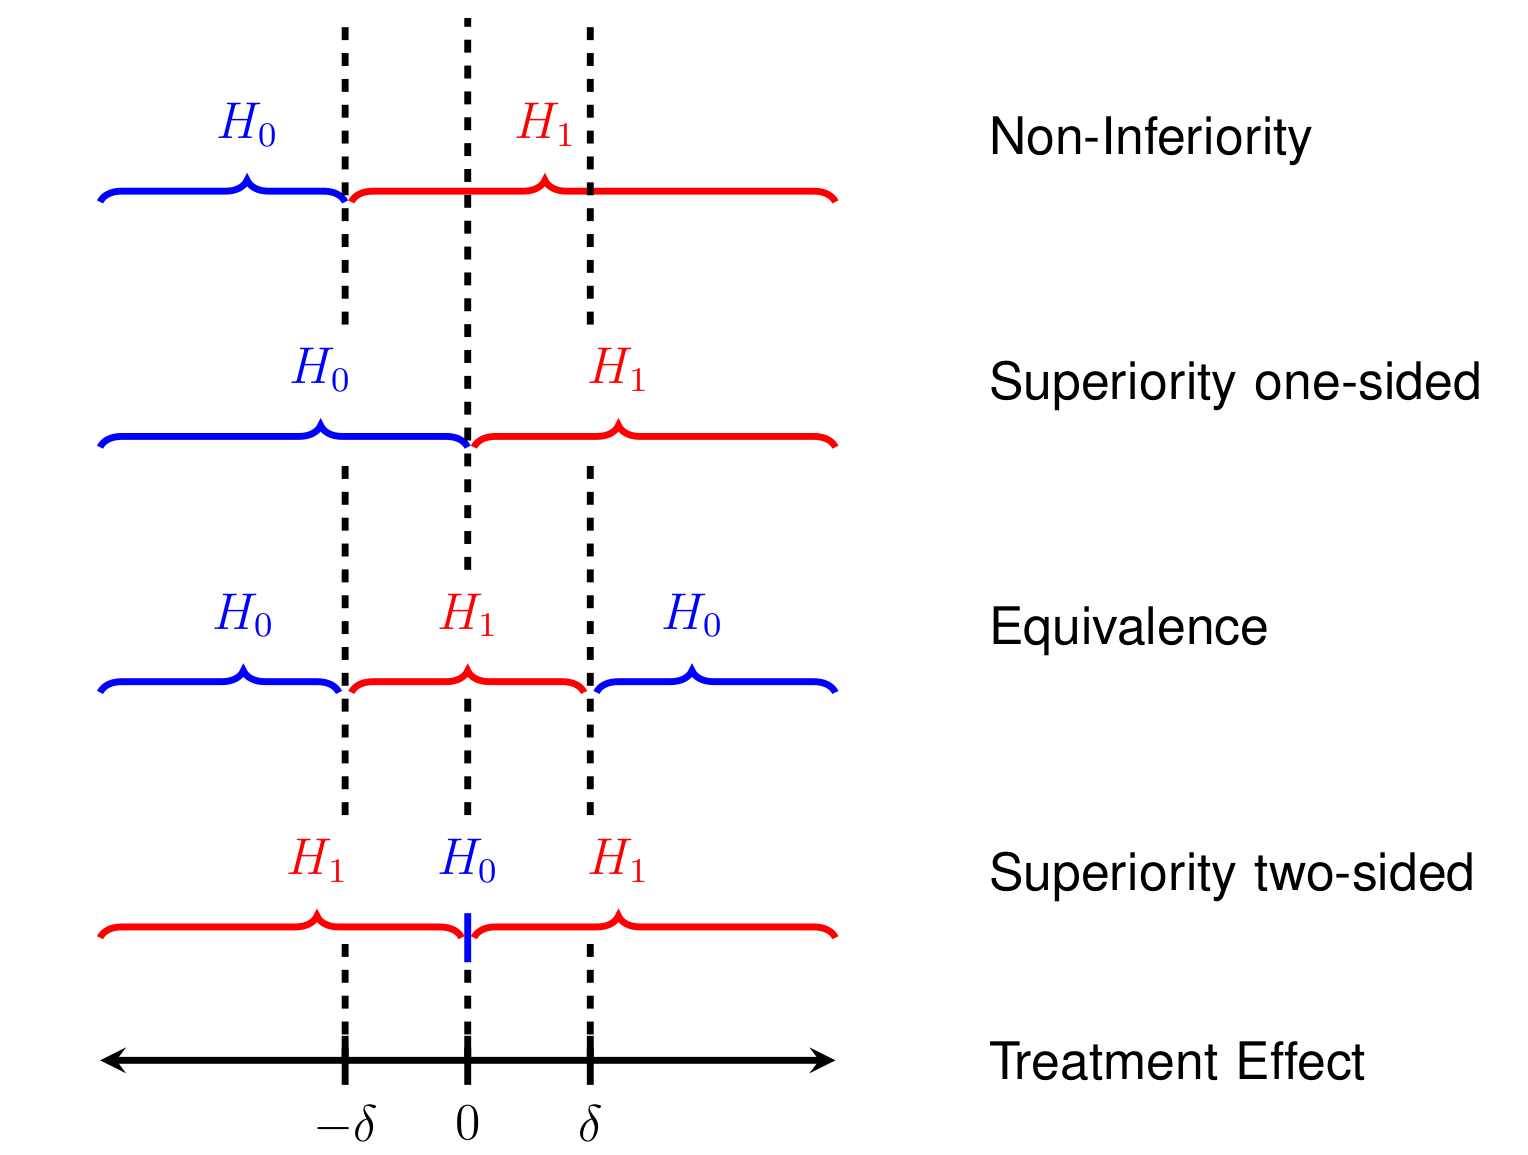 H₀ H₁ Non-Inferiority
H₀ H₁ Superiority one-sided
H₀ H₁ H₀ Equivalence
H₁ H₀ H₁ Superiority two-sided
Treatment Effect
−δ 0 δ